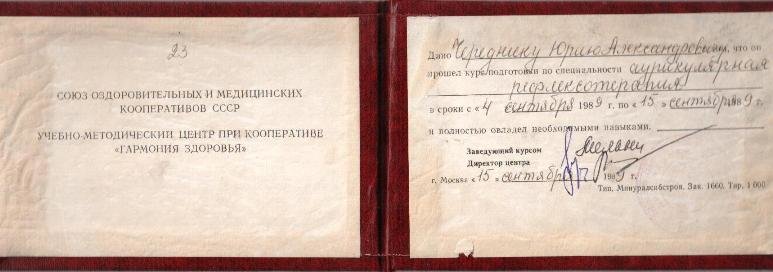 23
СОЮЗ ОЗДОРОВИТЕЛЬНЫХ И МЕДИЦИНСКИХ
КООПЕРАТИВОВ СССР
УЧЕБНО-МЕТОДИЧЕСКИЙ ЦЕНТР ПРИ КООПЕРАТИВЕ
«ГАРМОНИЯ ЗДОРОВЬЯ»
Дано Череднику Юрию Александровичу, что он
прошел курс подготовки по специальности аурикулярная
рефлексотерапия
в сроки с «4 сентября 1989 г. по «15» сентября 1989 г.
и полностью овладел необходимыми навыками.
Заведующий курсом
Директор центра
г. Москва «15» сентября 1989 г.
Тип. Минуралсибстроя. Зак. 1660. Тир. 1 000